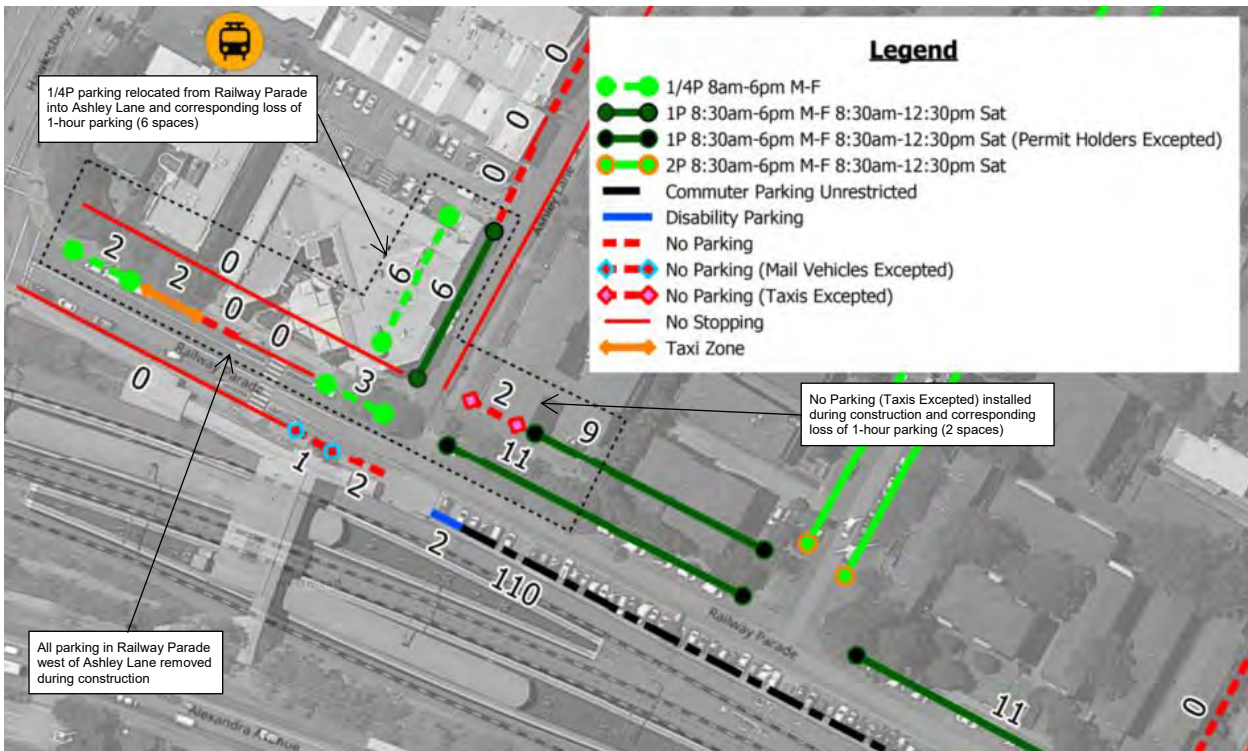 Hawkesbury Ro
1/4P parking relocated from Railway Parade
into Ashley Lane and corresponding loss of
1-hour parking (6 spaces)
Legend
1/4P 8am-6pm M-F
1P 8:30am-6pm M-F 8:30am-12:30pm Sat
1P 8:30am-6pm M-F 8:30am-12:30pm Sat (Permit Holders Excepted)
2P 8:30am-6pm M-F 8:30am-12:30pm Sat
Commuter Parking Unrestricted
Disability Parking
No Parking
No Parking (Mail Vehicles Excepted)
No Parking (Taxis Excepted)
No Stopping
Taxi Zone
0
0
0
0
Ashley Lane
2
2
0
0
0
3
6
6
Railway Parade
0
1
2
2
11
9
No Parking (Taxis Excepted) installed
during construction and corresponding
loss of 1-hour parking (2 spaces)
2
110
Railway Parade
11
0
All parking in Railway Parade
west of Ashley Lane removed
during construction
Alexandra Avenue